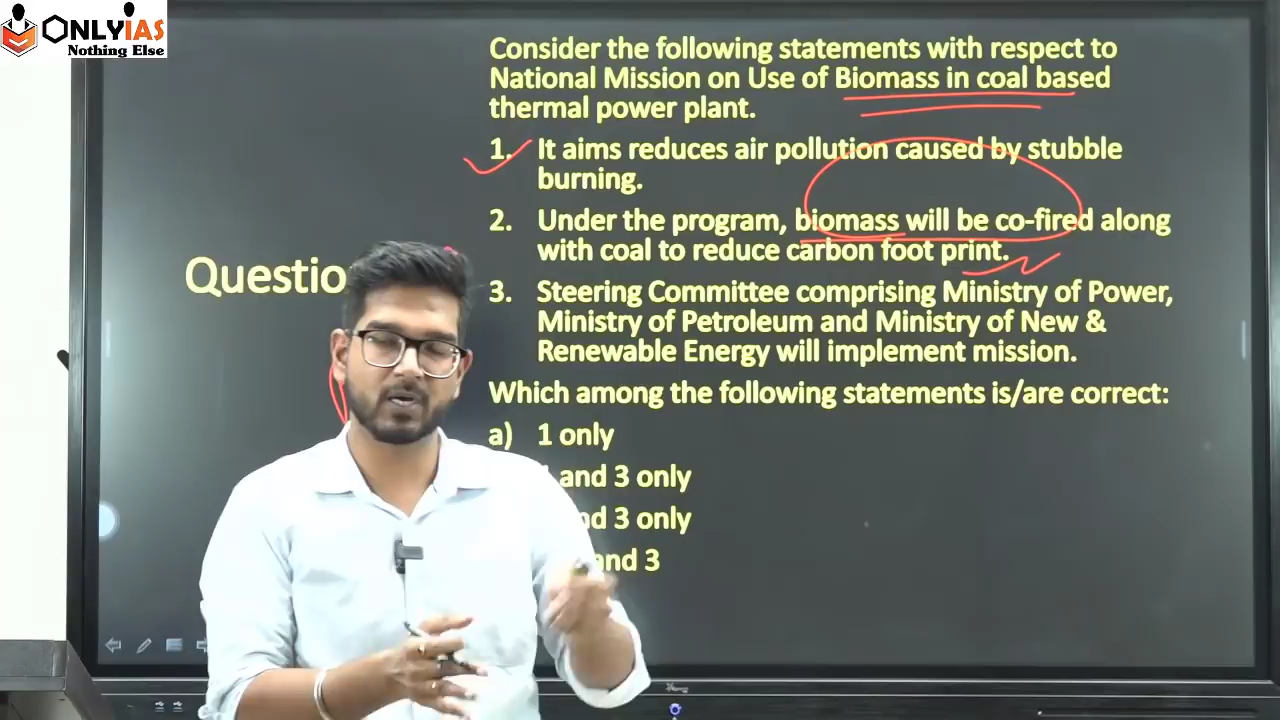 ONLYIAS
Nothing Else
Consider the following statements with respect to
National Mission on Use of Biomass in coal based
thermal power plant.
1. It aims reduces air pollution caused by stubble
burning.
2. Under the program, biomass will be co-fired along
with coal to reduce carbon foot print.
Questio
3. Steering Committee comprising Ministry of Power,
Ministry of Petroleum and Ministry of New &
Renewable Energy will implement mission.
Which among the following statements is/are correct:
a) 1 only
and 3 only
and 3 only
and 3